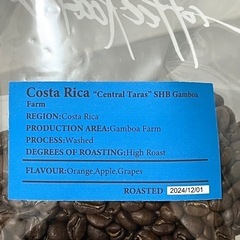 Coffee
Costa Rica "Central Taras" SHB Gamboa
Farm
REGION:Costa Rica
PRODUCTION AREA:Gamboa Farm
PROCESS:Washed
DEGREES OF ROASTING:High Roast
FLAVOUR:Orange,Apple,Grapes
ROASTED 2024/12/01